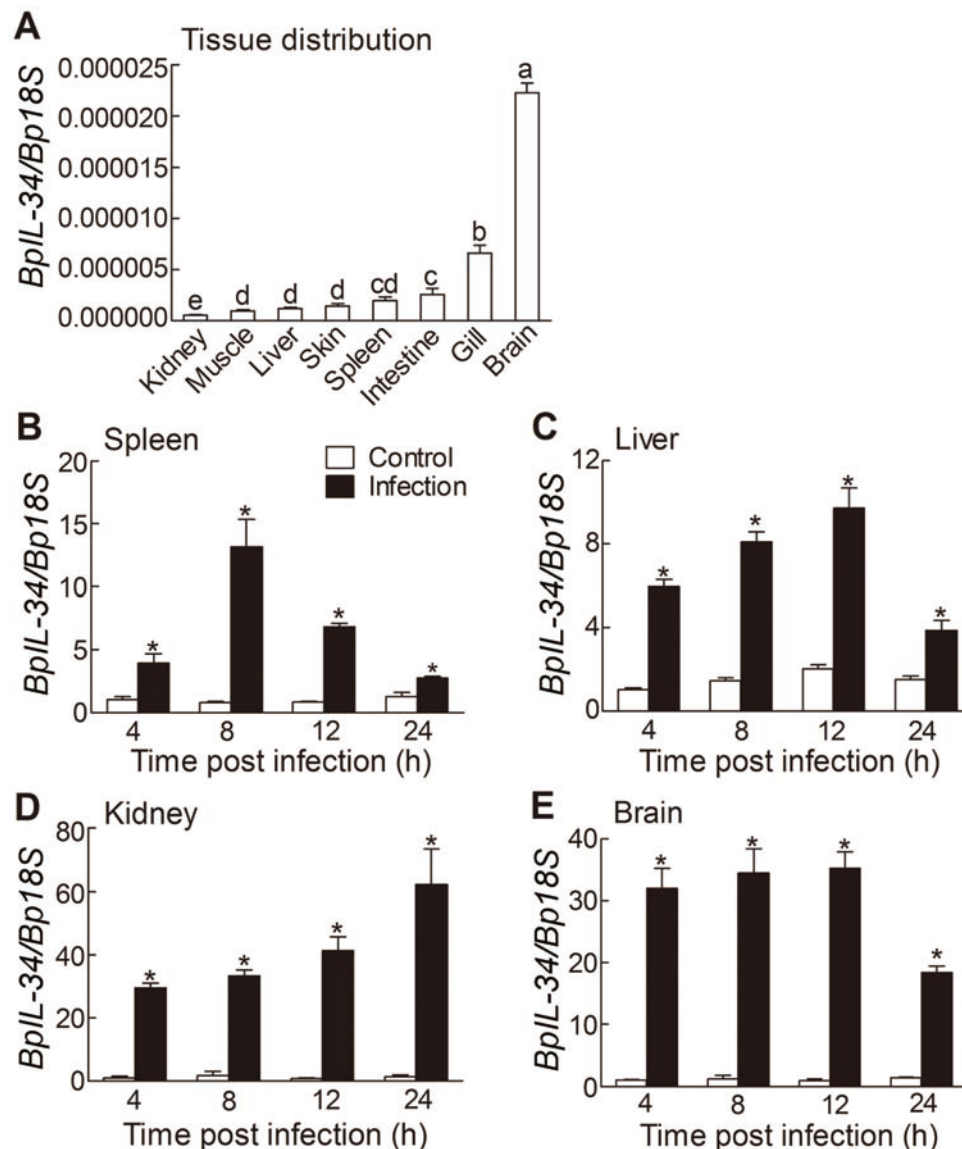 A
Tissue distribution
BpIL-34/Bp18S
0.000025
0.000020
0.000015
0.000010
0.000005
0.000000
e d d d cd c b a
Kidney Muscle Liver Skin Spleen Intestine Gill Brain
B Spleen
Control
Infection
BpIL-34/Bp18S
20
15
10
5
0
* * * *
4 8 12 24
Time post infection (h)
C Liver
BpIL-34/Bp18S
12
8
4
0
* * * *
4 8 12 24
Time post infection (h)
D Kidney
BpIL-34/Bp18S
80
60
40
20
0
* * * *
4 8 12 24
Time post infection (h)
E Brain
BpIL-34/Bp18S
40
30
20
10
0
* * * *
4 8 12 24
Time post infection (h)